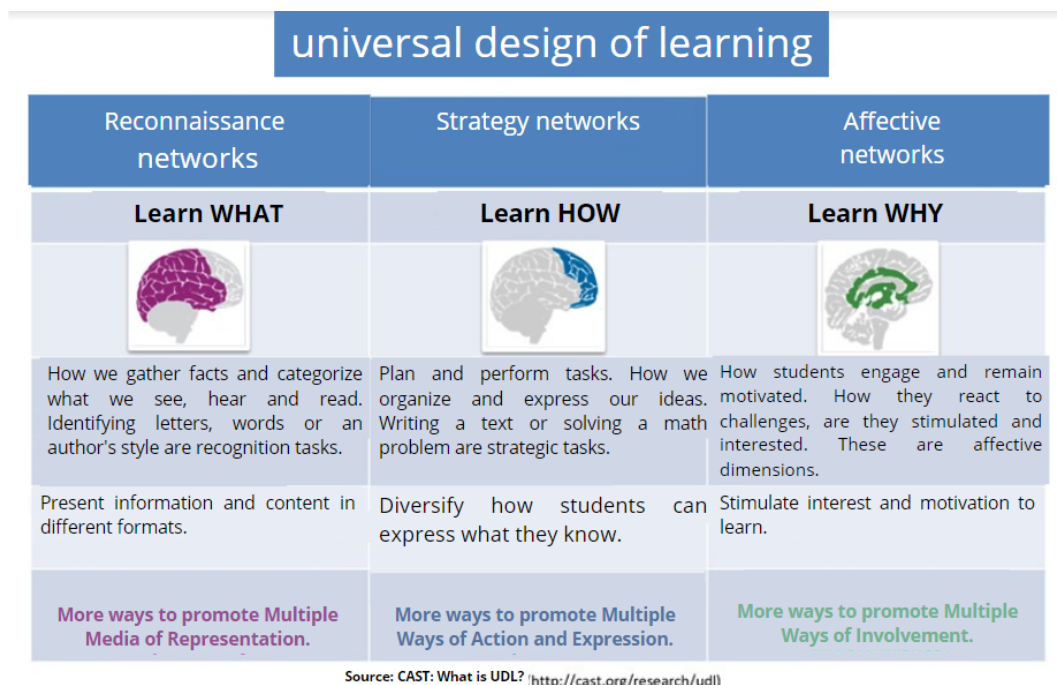 universal design of learning
Reconnaissance
networks
Strategy networks
Affective
networks
Learn WHAT
Learn HOW
Learn WHY
How we gather facts and categorize
what we see, hear and read.
Identifying letters, words or an
author's style are recognition tasks.
Plan and perform tasks. How we
organize and express our ideas.
Writing a text or solving a math
problem are strategic tasks.
How students engage and remain
motivated. How they react to
challenges, are they stimulated and
interested. These are affective
dimensions.
Present information and content in
different formats.
Diversify how students can
express what they know.
Stimulate interest and motivation to
learn.
More ways to promote Multiple
Media of Representation.
More ways to promote Multiple
Ways of Action and Expression.
More ways to promote Multiple
Ways of Involvement.
Source: CAST: What is UDL? (http://cast.org/research/udl)